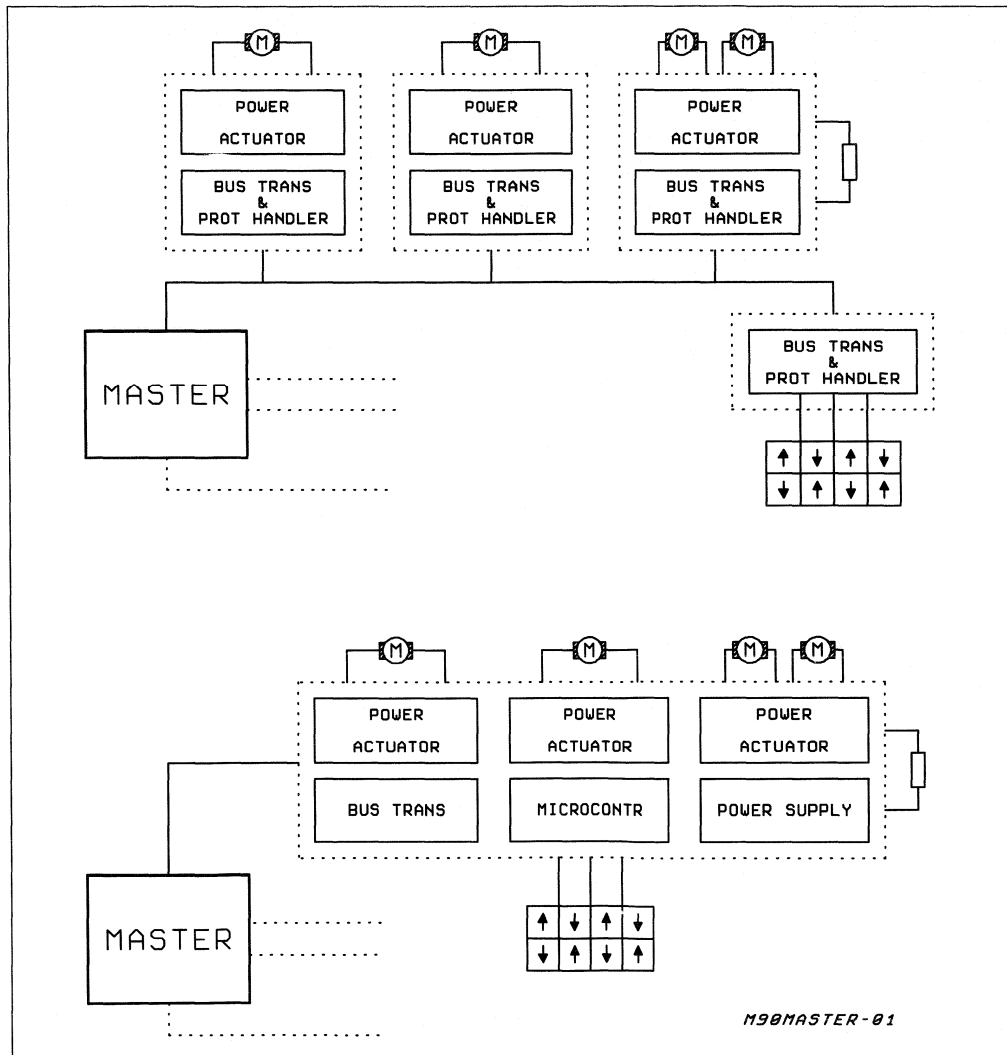 M M M M
POWER POWER POWER
ACTUATOR ACTUATOR ACTUATOR
BUS TRANS BUS TRANS BUS TRANS
& & &
PROT HANDLER PROT HANDLER PROT HANDLER
BUS TRANS
&
PROT HANDLER
MASTER
↑ ↓ ↑ ↓
↓ ↑ ↓ ↑
M M M M
POWER POWER POWER
ACTUATOR ACTUATOR ACTUATOR
BUS TRANS MICROCONTR POWER SUPPLY
MASTER
↑ ↓ ↑ ↓
↓ ↑ ↓ ↑
M90MASTER-01